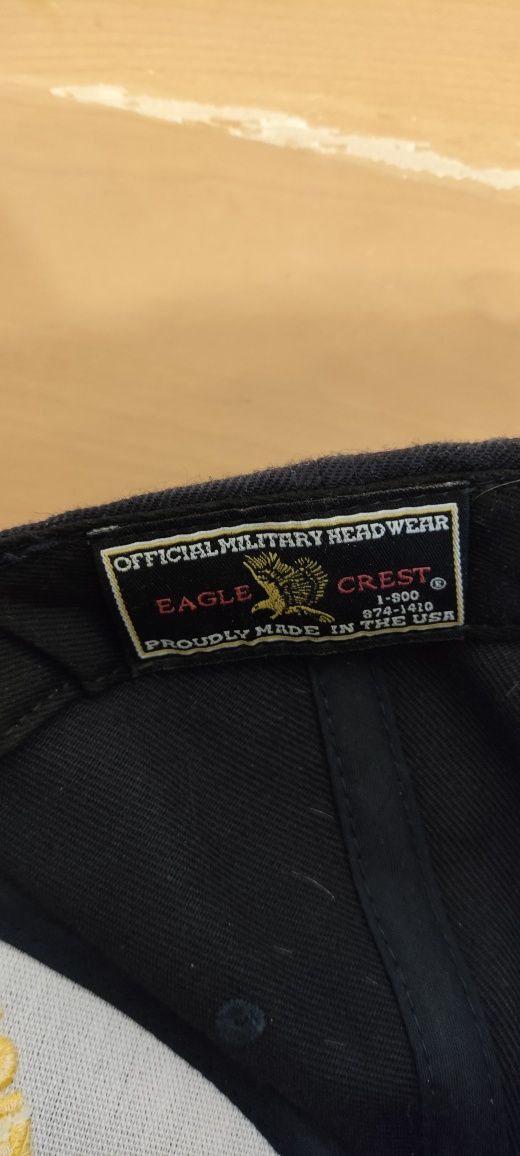 OFFICIAL MILITARY HEADWEAR
EAGLE CREST®
1-800
874-1410
PROUDLY MADE IN THE USA